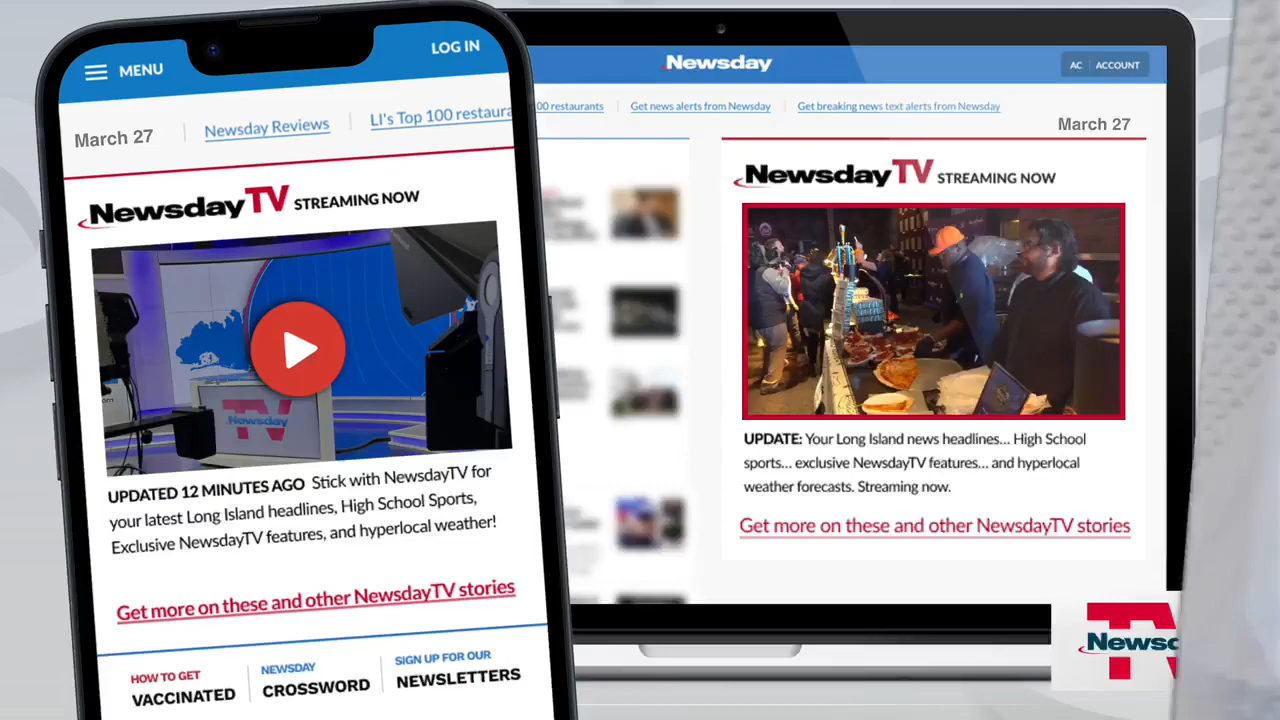 MENU
LOG IN
March 27
Newsday Reviews
LI's Top 100 restaura
NewsdayTV STREAMING NOW
TV
Newsday
UPDATED 12 MINUTES AGO Stick with NewsdayTV for
your latest Long Island headlines, High School Sports,
Exclusive NewsdayTV features, and hyperlocal weather!
Get more on these and other NewsdayTV stories
HOW TO GET
VACCINATED
NEWSDAY
CROSSWORD
SIGN UP FOR OUR
NEWSLETTERS
Newsday
AC
ACCOUNT
00 restaurants
Get news alerts from Newsday
Get breaking news text alerts from Newsday
March 27
NewsdayTV STREAMING NOW
UPDATE: Your Long Island news headlines... High School
sports... exclusive NewsdayTV features... and hyperlocal
weather forecasts. Streaming now.
Get more on these and other NewsdayTV stories
TV
Newsd